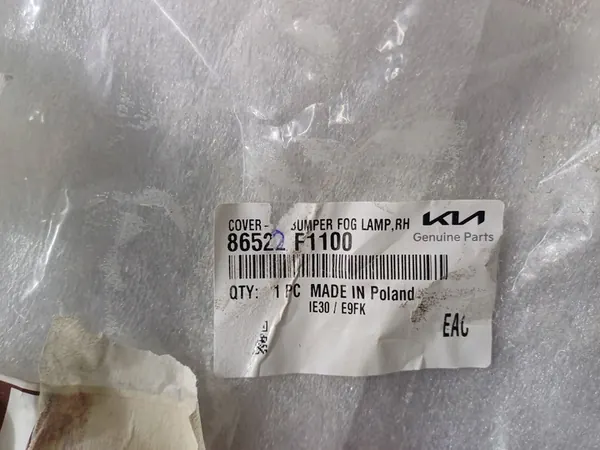 COVER- BUMPER FOG LAMP,RH
KIA
Genuine Parts
86522 F1100
QTY: 1 PC MADE IN Poland
IE30 / E9FK
EAC